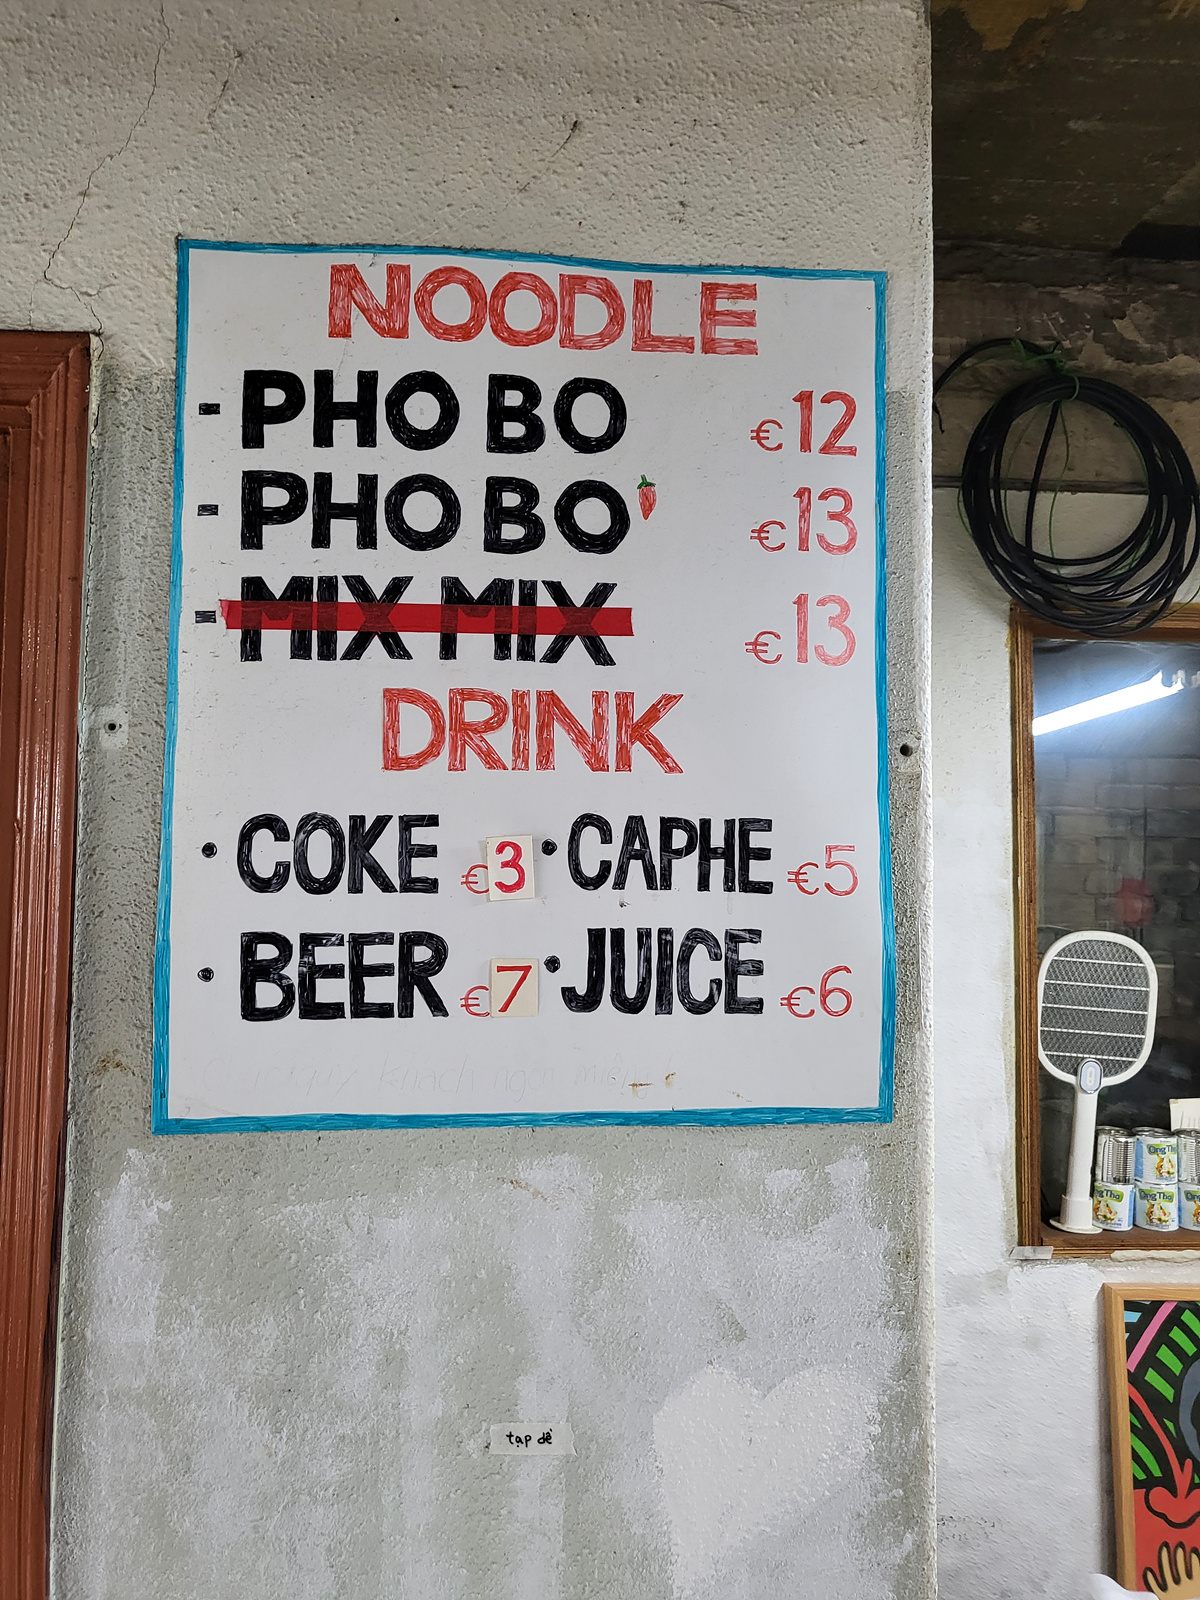 NOODLE
- PHO BO €12
- PHO BO €13
- MIX MIX €13
DRINK
• COKE €3 • CAPHE €5
• BEER €7 • JUICE €6
tạp dề